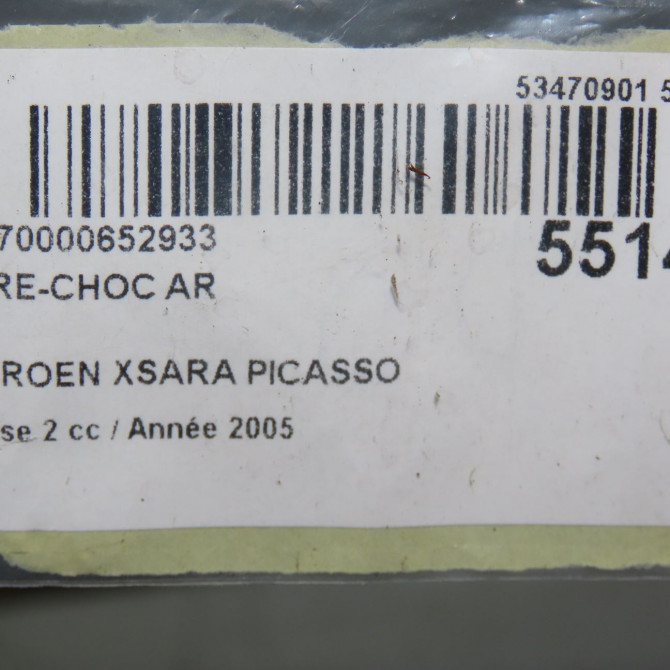 53470901 5
70000652933
5514
RE-CHOC AR
ROEN XSARA PICASSO
se 2 cc / Année 2005